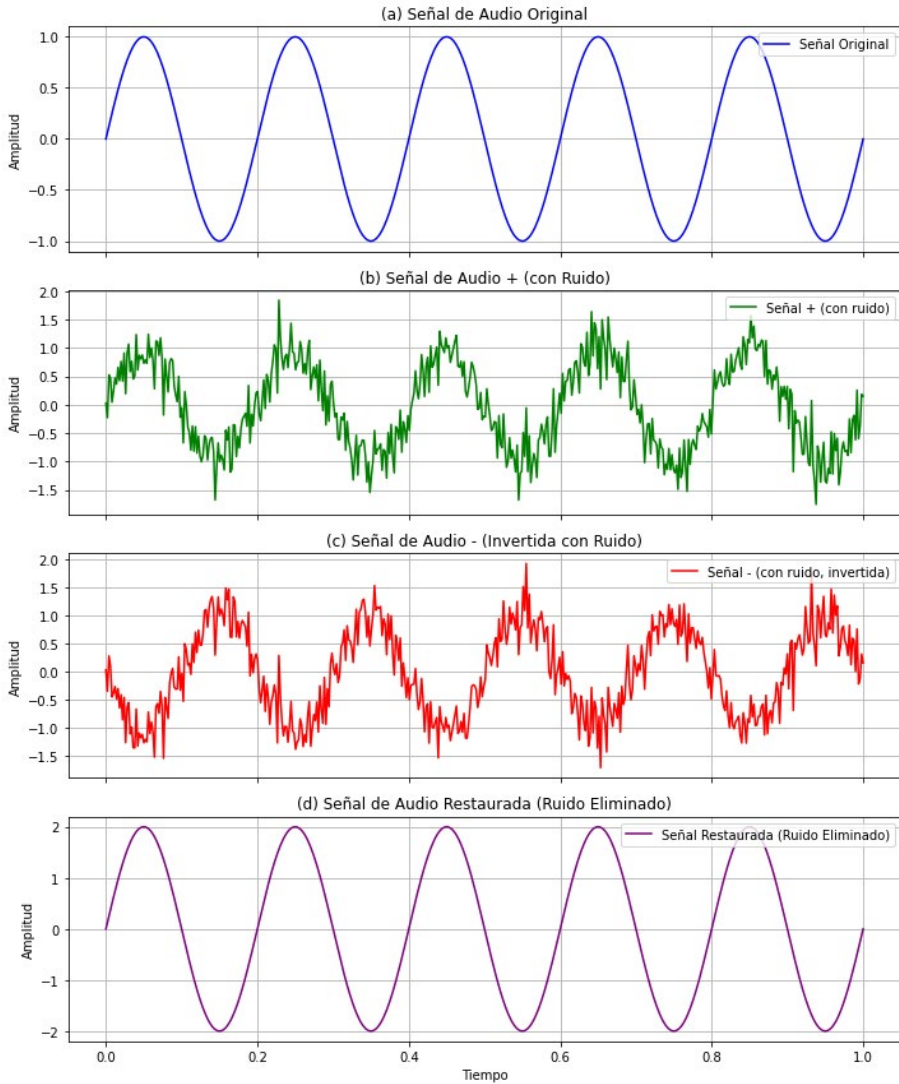 (a) Señal de Audio Original
1.0
Señal Original
0.5
Amplitud
0.0
−0.5
−1.0
(b) Señal de Audio + (con Ruido)
2.0
Señal + (con ruido)
1.5
1.0
0.5
Amplitud
0.0
−0.5
−1.0
−1.5
(c) Señal de Audio - (Invertida con Ruido)
2.0
Señal - (con ruido, invertida)
1.5
1.0
0.5
Amplitud
0.0
−0.5
−1.0
−1.5
(d) Señal de Audio Restaurada (Ruido Eliminado)
2
Señal Restaurada (Ruido Eliminado)
1
Amplitud
0
−1
−2
0.0 0.2 0.4 0.6 0.8 1.0
Tiempo